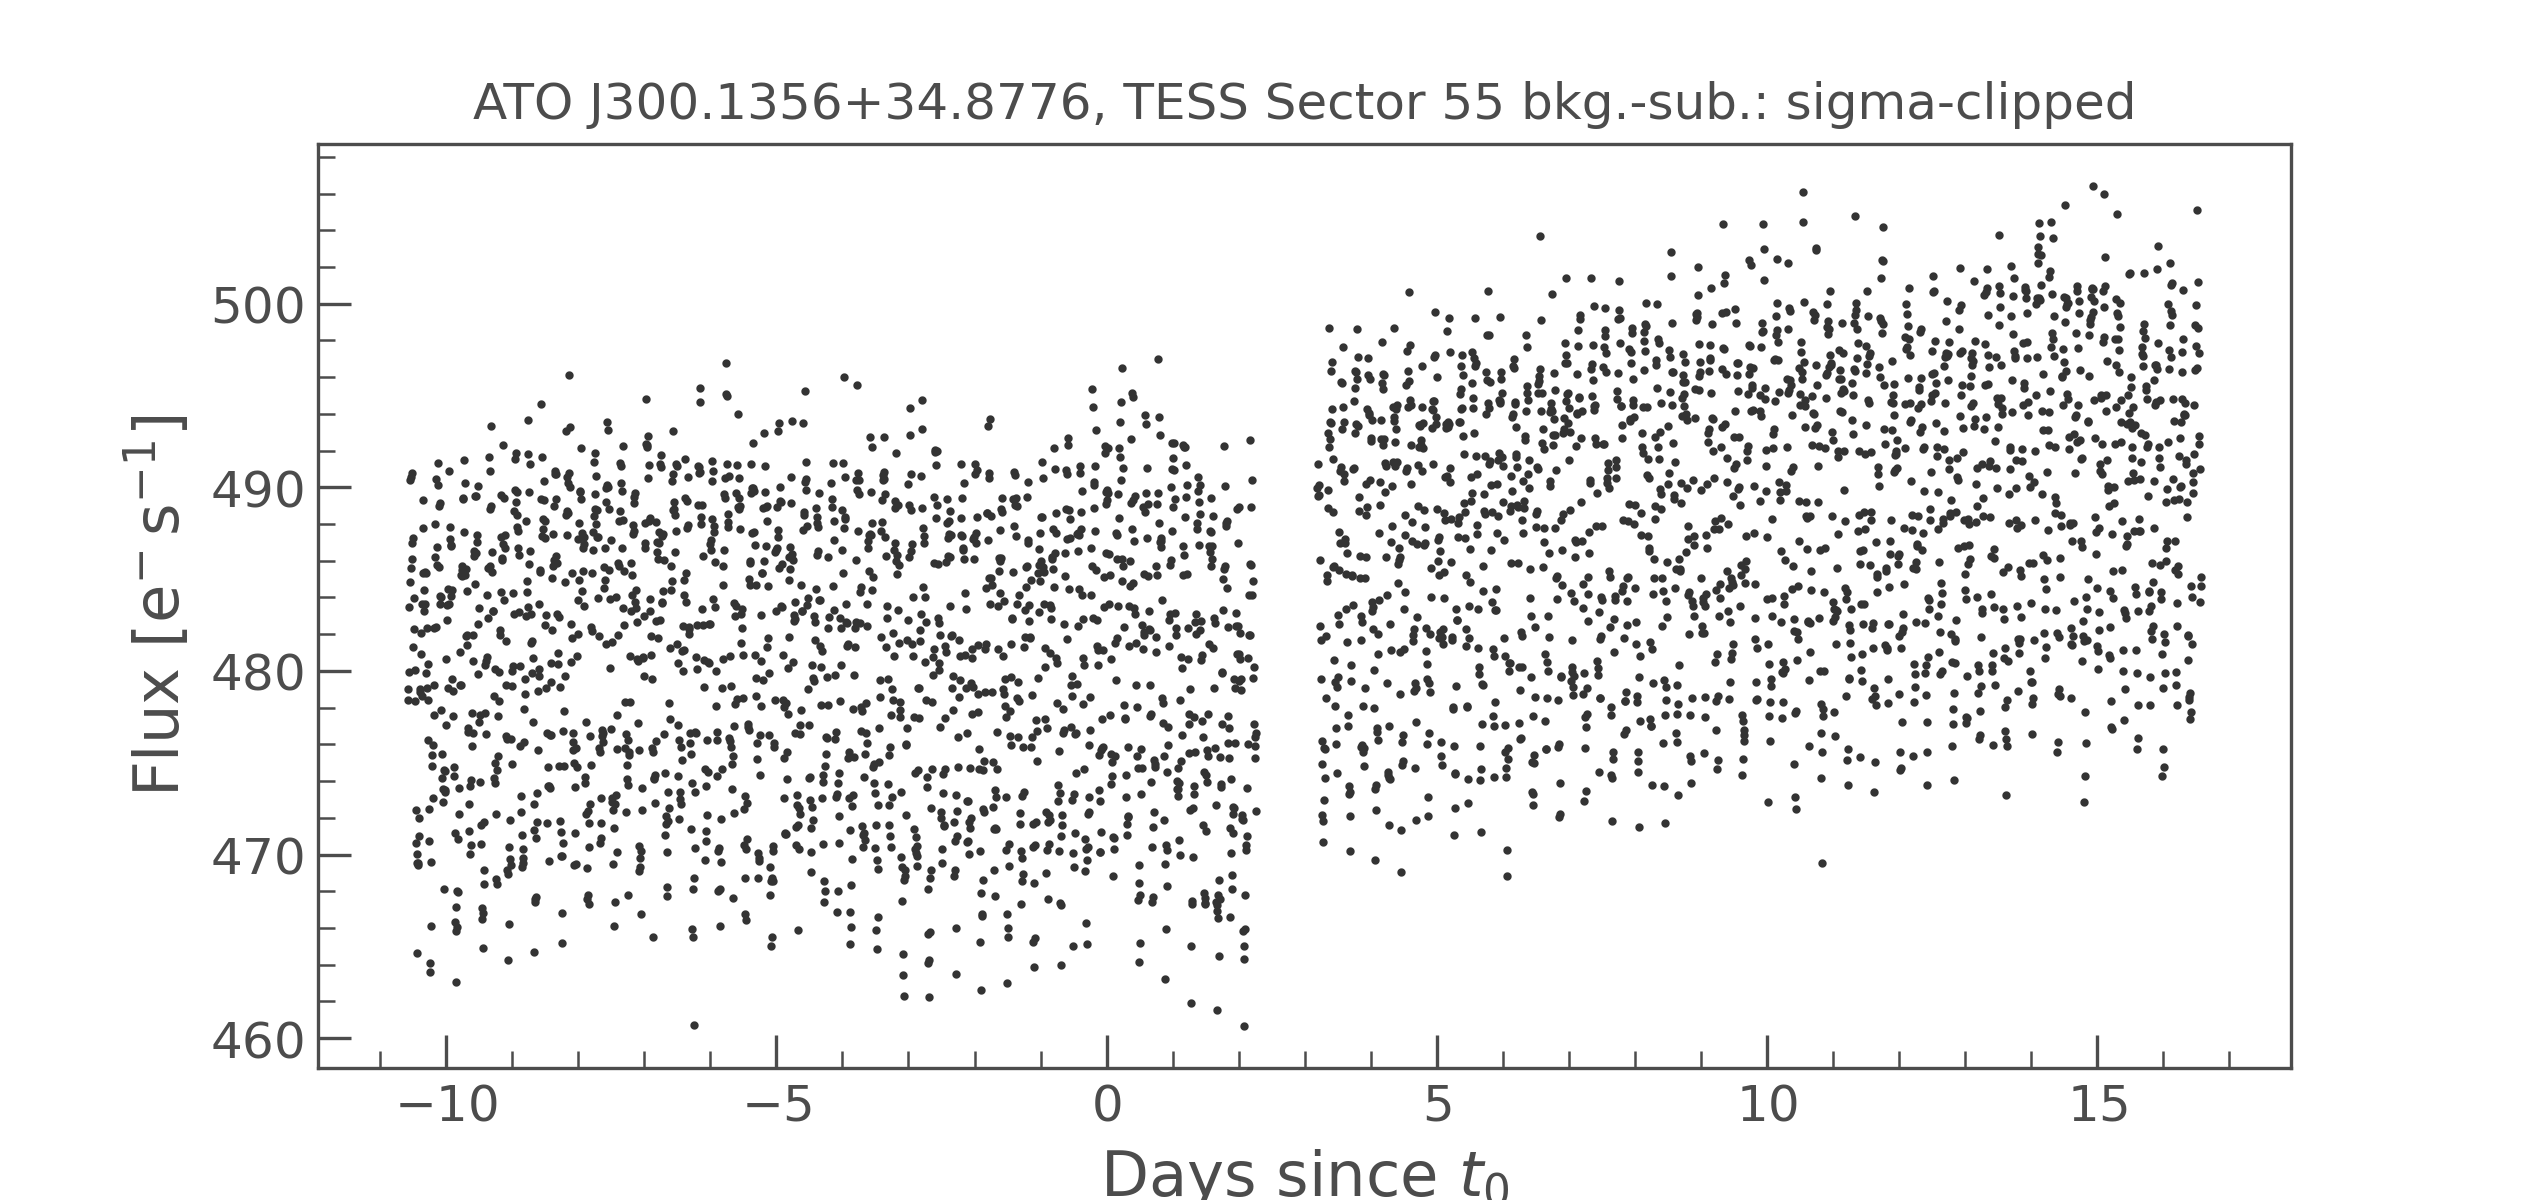 ATO J300.1356+34.8776, TESS Sector 55 bkg.-sub.: sigma-clipped
Flux [e⁻ s⁻¹]
500
490
480
470
460
−10 −5 0 5 10 15
Days since t₀